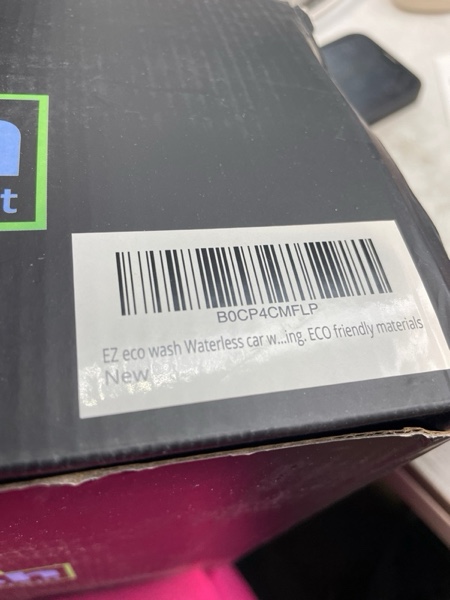 t
B0CP4CMFLP
EZ eco wash Waterless car w...ing. ECO friendly materials
New